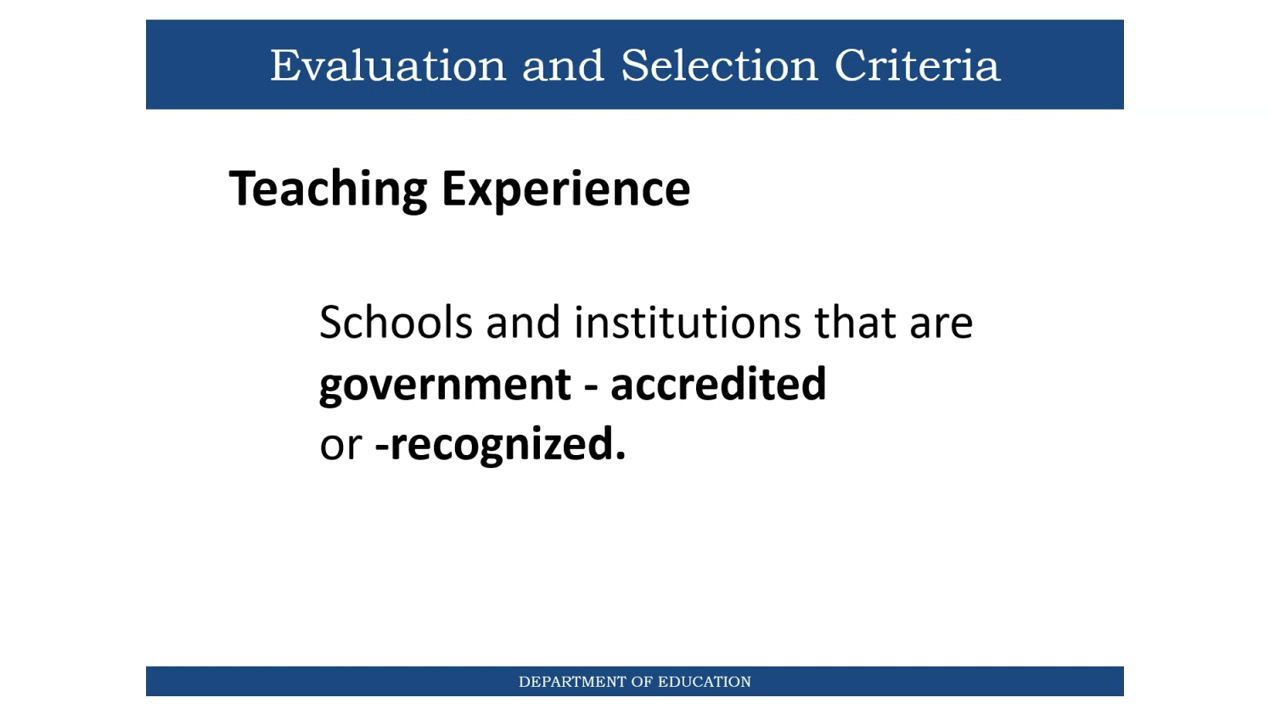 Evaluation and Selection Criteria
Teaching Experience
Schools and institutions that are
government - accredited
or -recognized.
DEPARTMENT OF EDUCATION